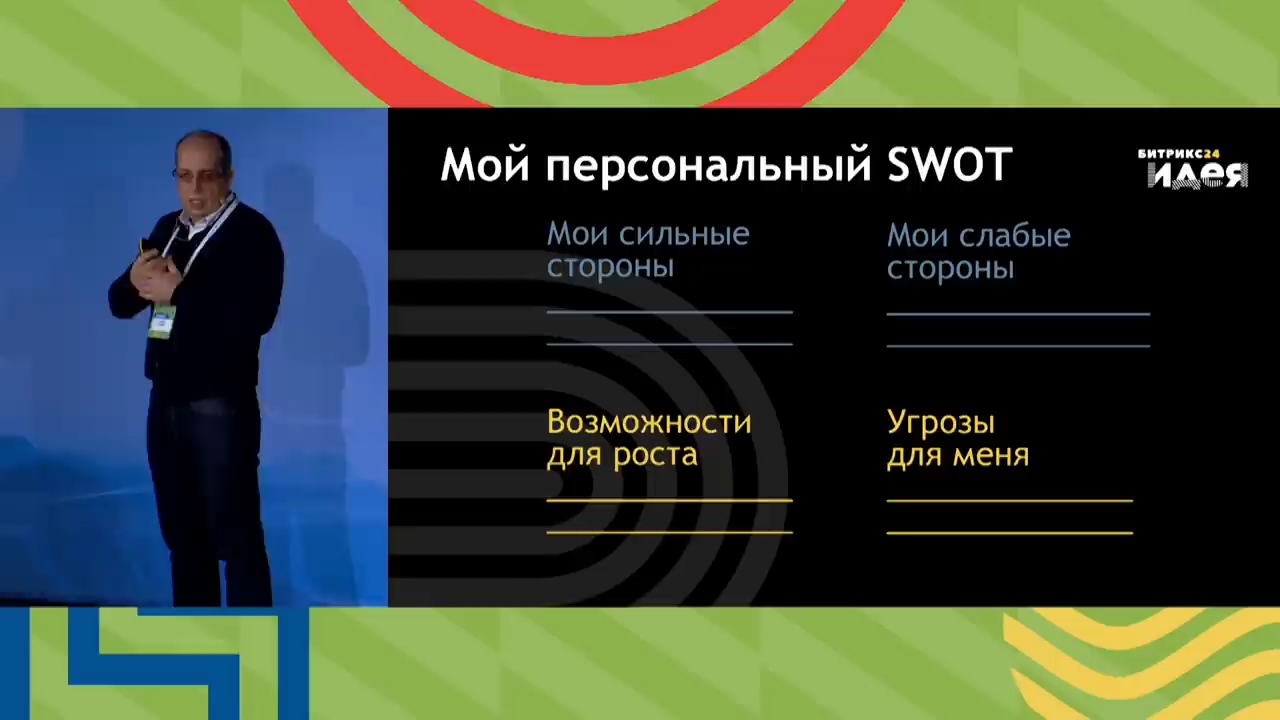 Мой персональный SWOT
БИТРИКС24
идея
Мои сильные
стороны
Мои слабые
стороны
Возможности
для роста
Угрозы
для меня